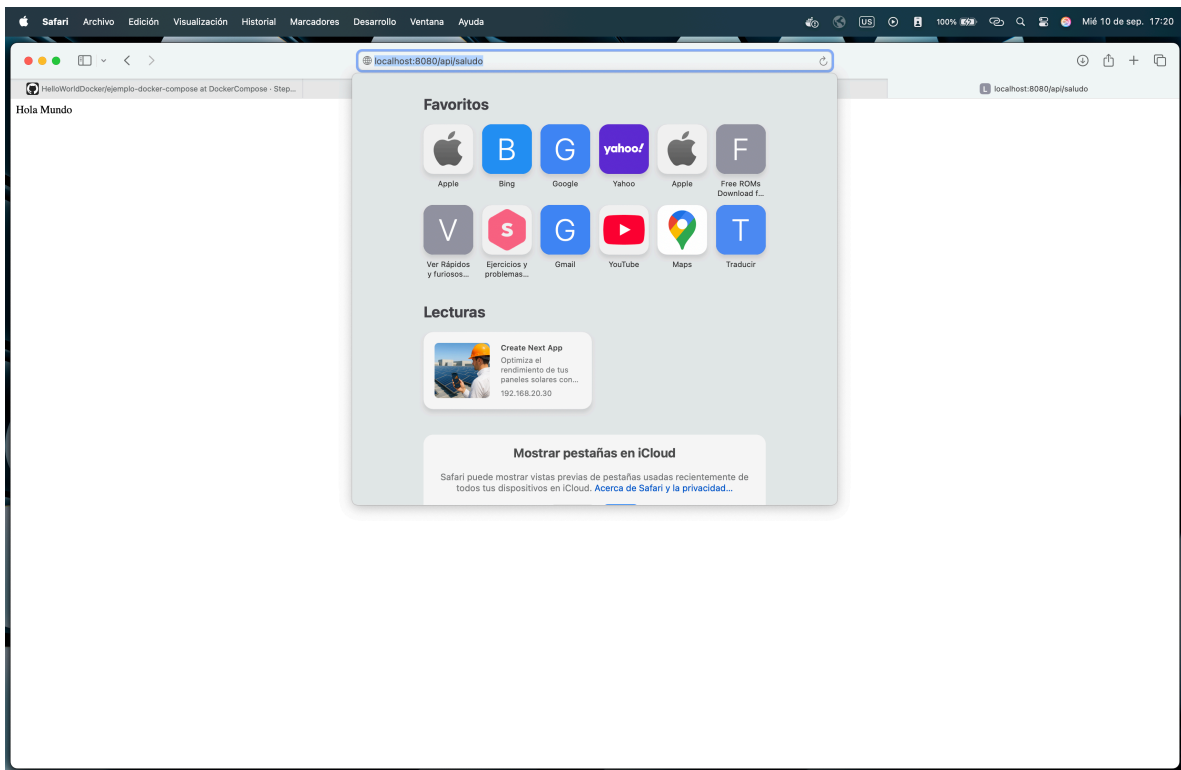 Safari Archivo Edición Visualización Historial Marcadores Desarrollo Ventana Ayuda US 100% Mié 10 de sep. 17:20
localhost:8080/api/saludo
HelloWorldDocker/ejemplo-docker-compose at DockerCompose · Step...
L localhost:8080/api/saludo
Hola Mundo
Favoritos
B G yahoo! F
Apple Bing Google Yahoo Apple Free ROMs
Download f...
V S G T
Ver Rápidos Ejercicios y Gmail YouTube Maps Traducir
y furiosos... problemas...
Lecturas
Create Next App
Optimiza el
rendimiento de tus
paneles solares con...
192.168.20.30
Mostrar pestañas en iCloud
Safari puede mostrar vistas previas de pestañas usadas recientemente de
todos tus dispositivos en iCloud. Acerca de Safari y la privacidad...